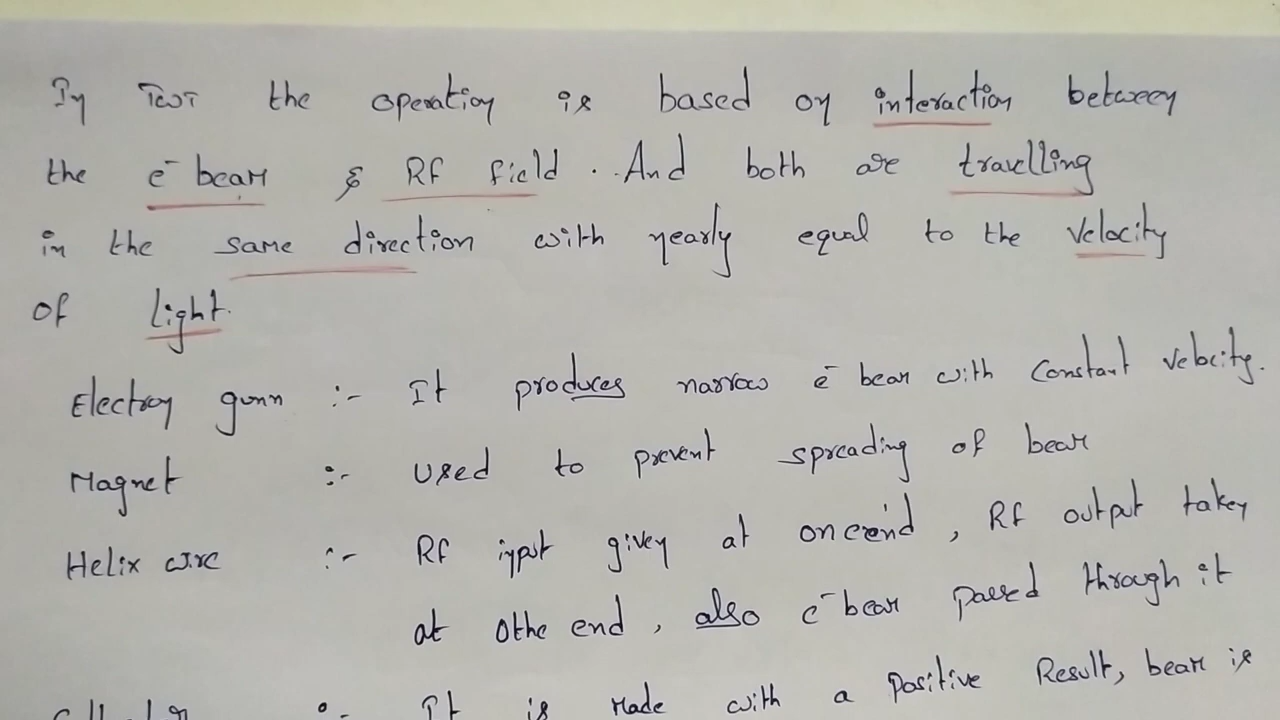 In TWT the operation is based on interaction between
the e⁻ beam & RF field. And both are travelling
in the same direction with nearly equal to the velocity
of light.
Electron gunn :- It produces narrow e⁻ beam with constant velocity.
Magnet :- used to prevent spreading of beam
Helix wire :- RF input given at one end, RF output taken
at othe end, also e⁻ beam passed through it
:- It is made with a positive Result, beam is